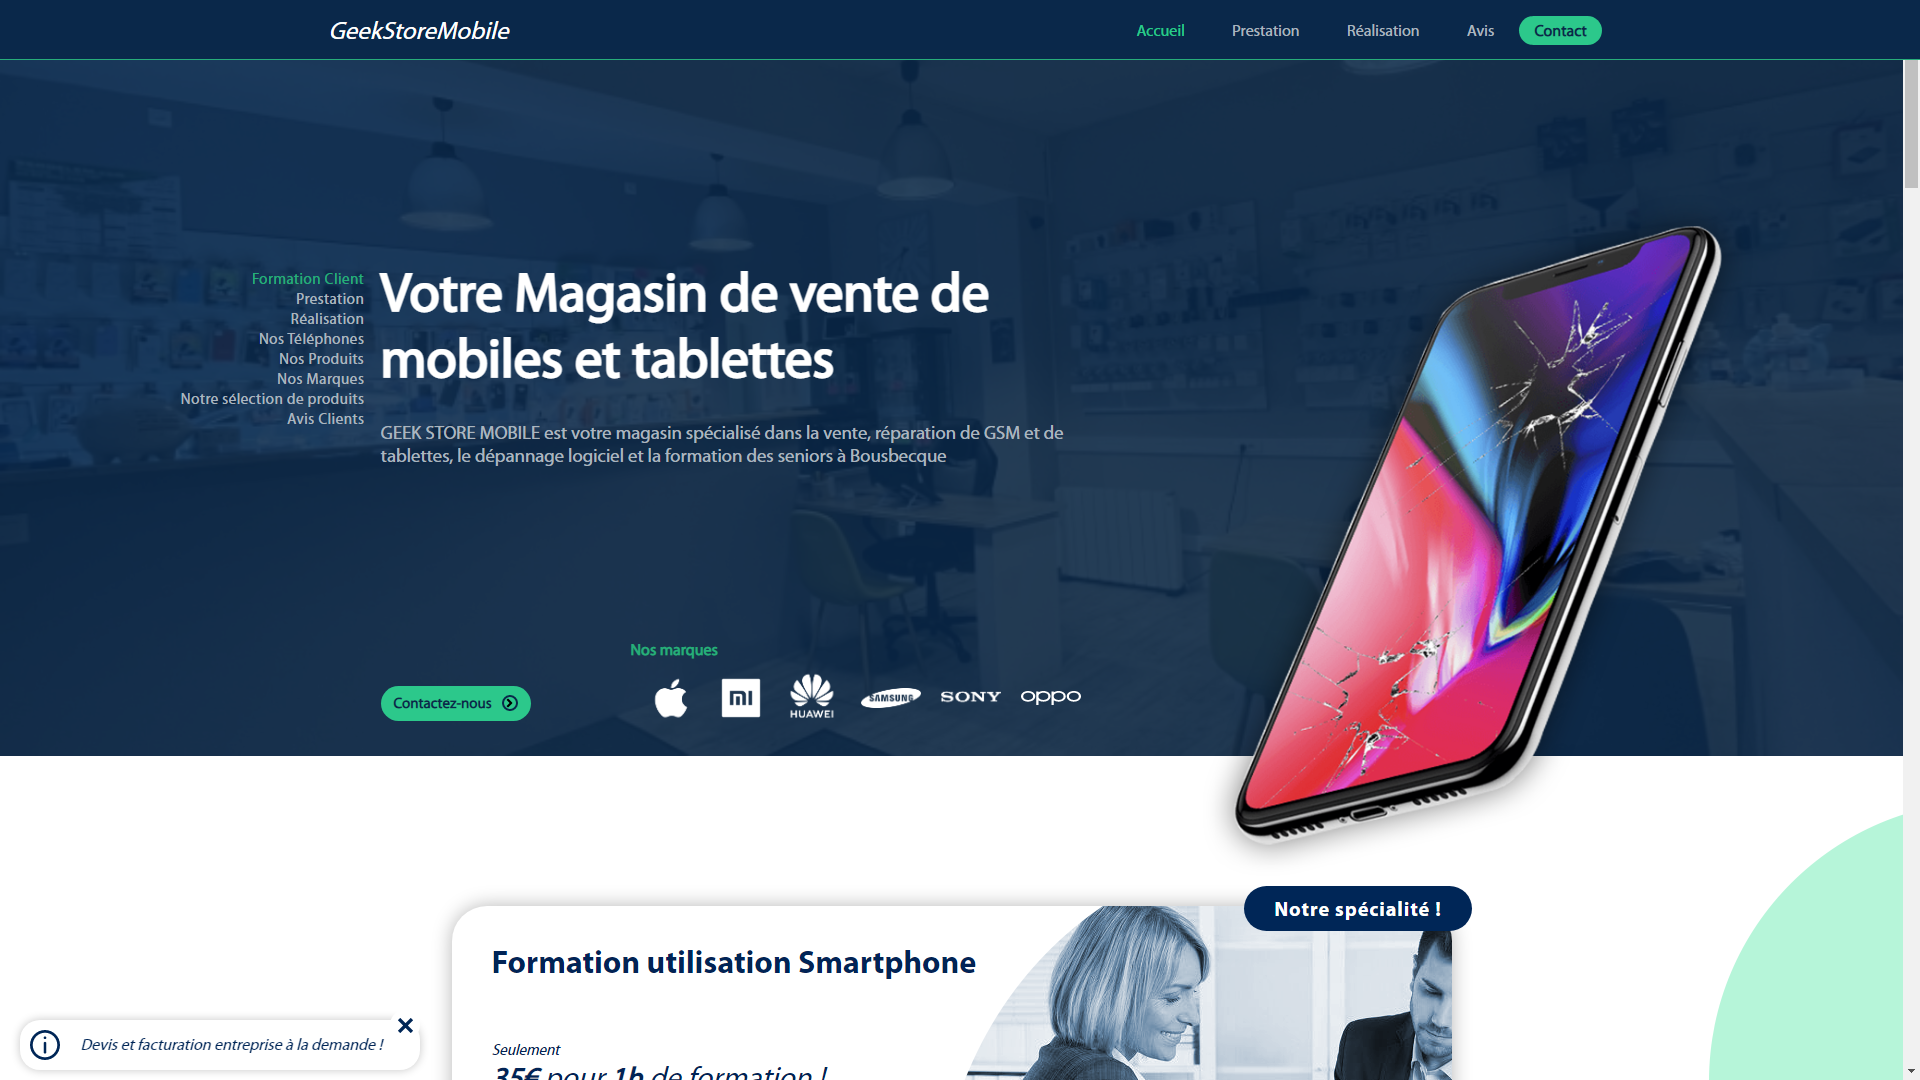 GeekStoreMobile
Accueil
Prestation
Réalisation
Avis
Contact
Formation Client
Prestation
Réalisation
Nos Téléphones
Nos Produits
Nos Marques
Notre sélection de produits
Avis Clients
Votre Magasin de vente de
mobiles et tablettes
GEEK STORE MOBILE est votre magasin spécialisé dans la vente, réparation de GSM et de
tablettes, le dépannage logiciel et la formation des seniors à Bousbecque
Nos marques
Contactez-nous
mi
HUAWEI
SAMSUNG
SONY
oppo
Notre spécialité !
Formation utilisation Smartphone
Seulement
35€ pour 1h de formation !
Devis et facturation entreprise à la demande !